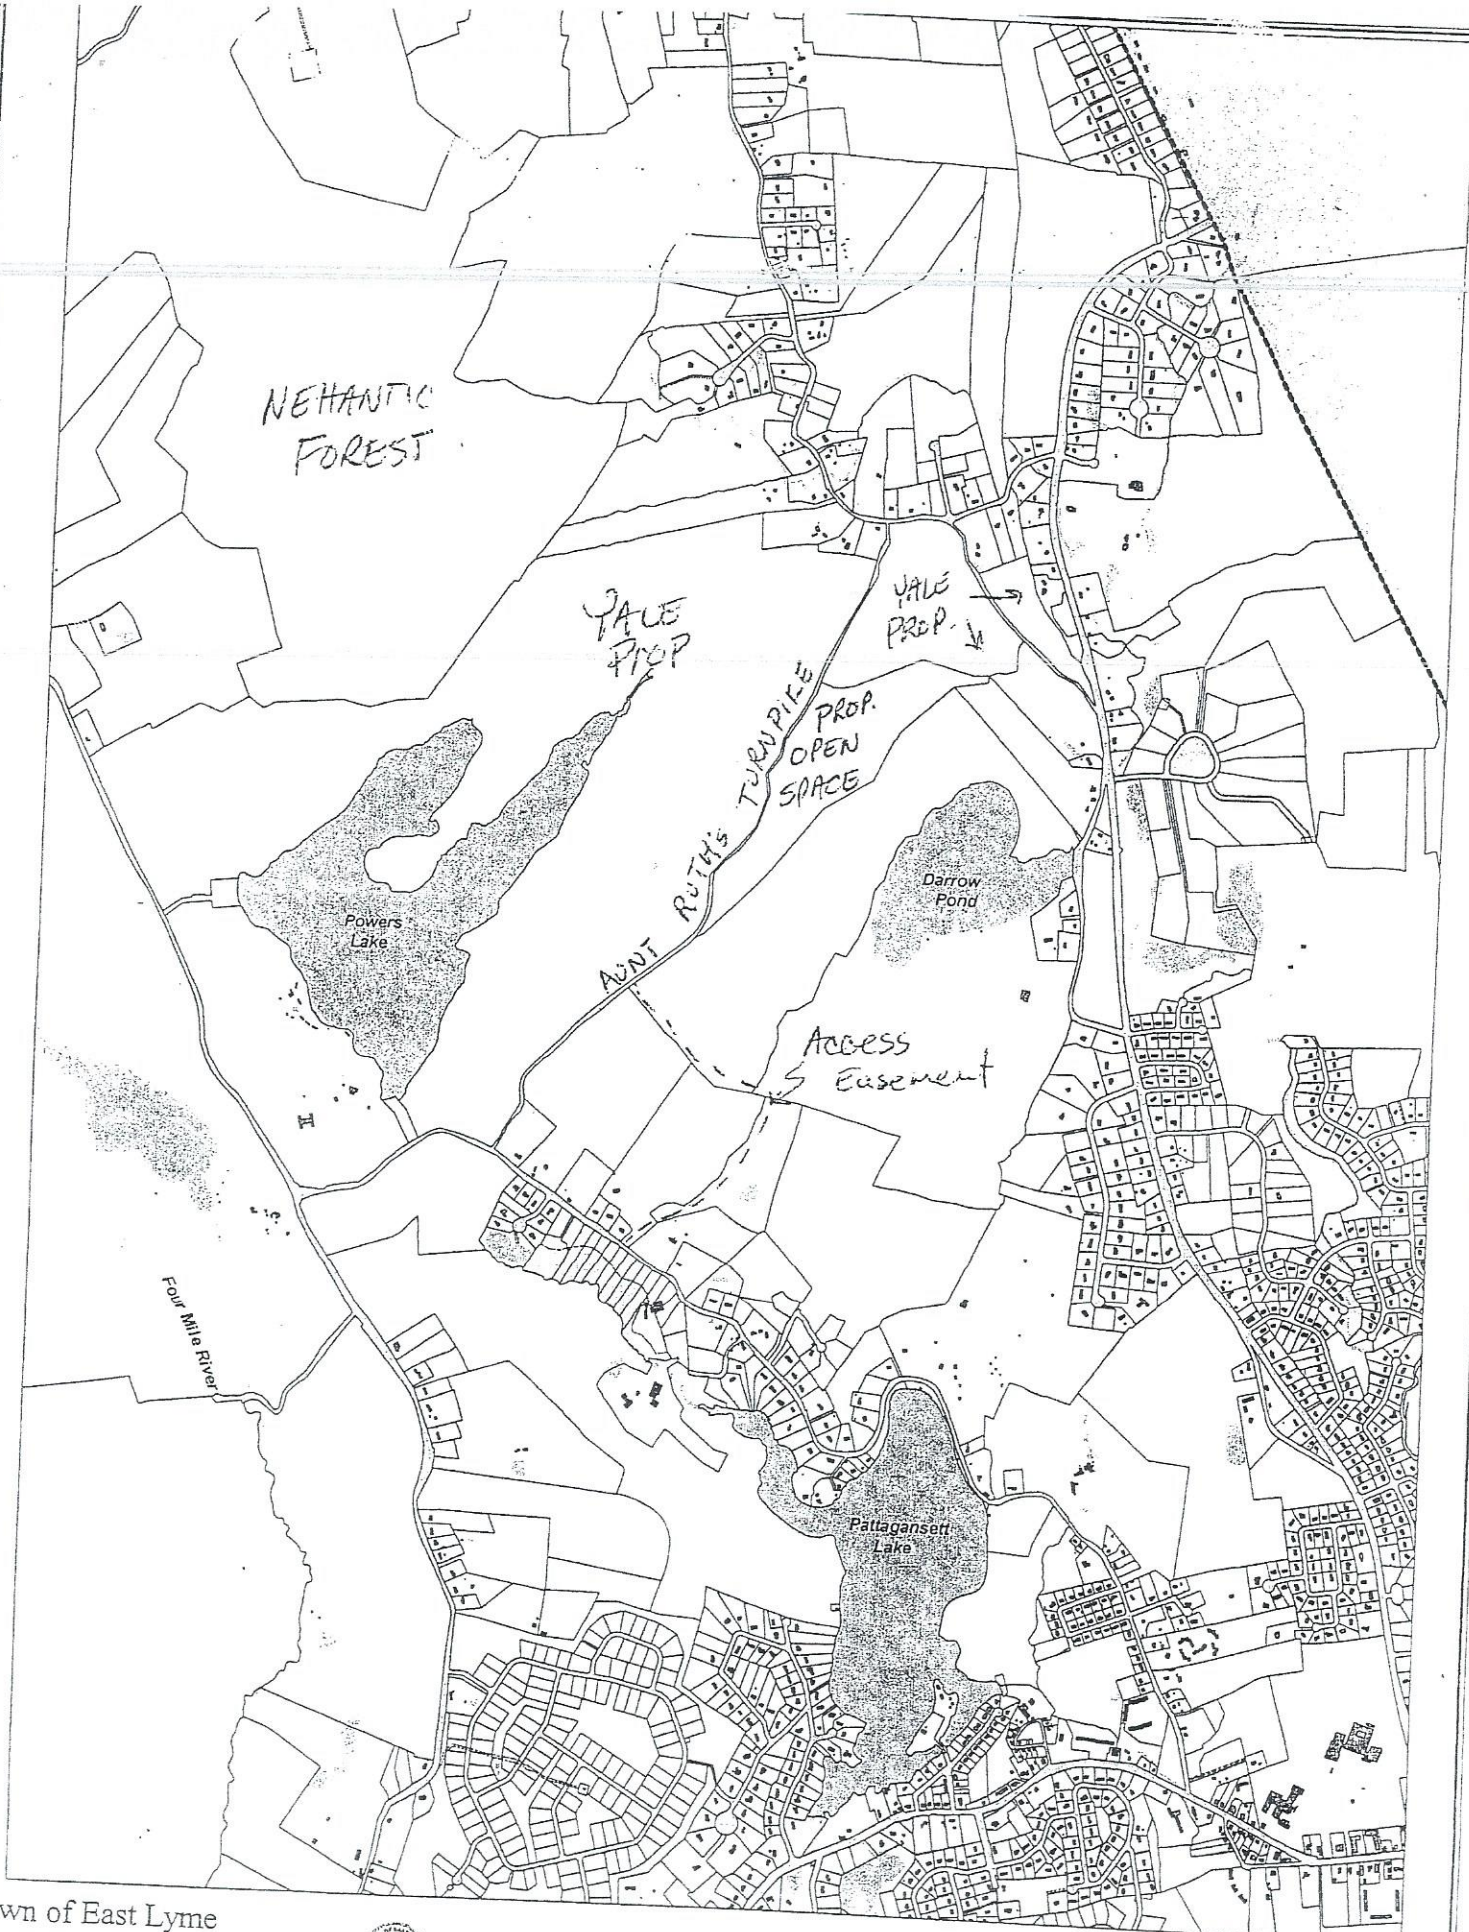 NEHANTIC
FOREST
YALE
PROP
YALE
PROP.
PROP.
OPEN
SPACE
AUNT RUTH'S TURNPIKE
Darrow
Pond
Powers
Lake
Access
Easement
Four Mile River
Pattagansett
Lake
wn of East Lyme